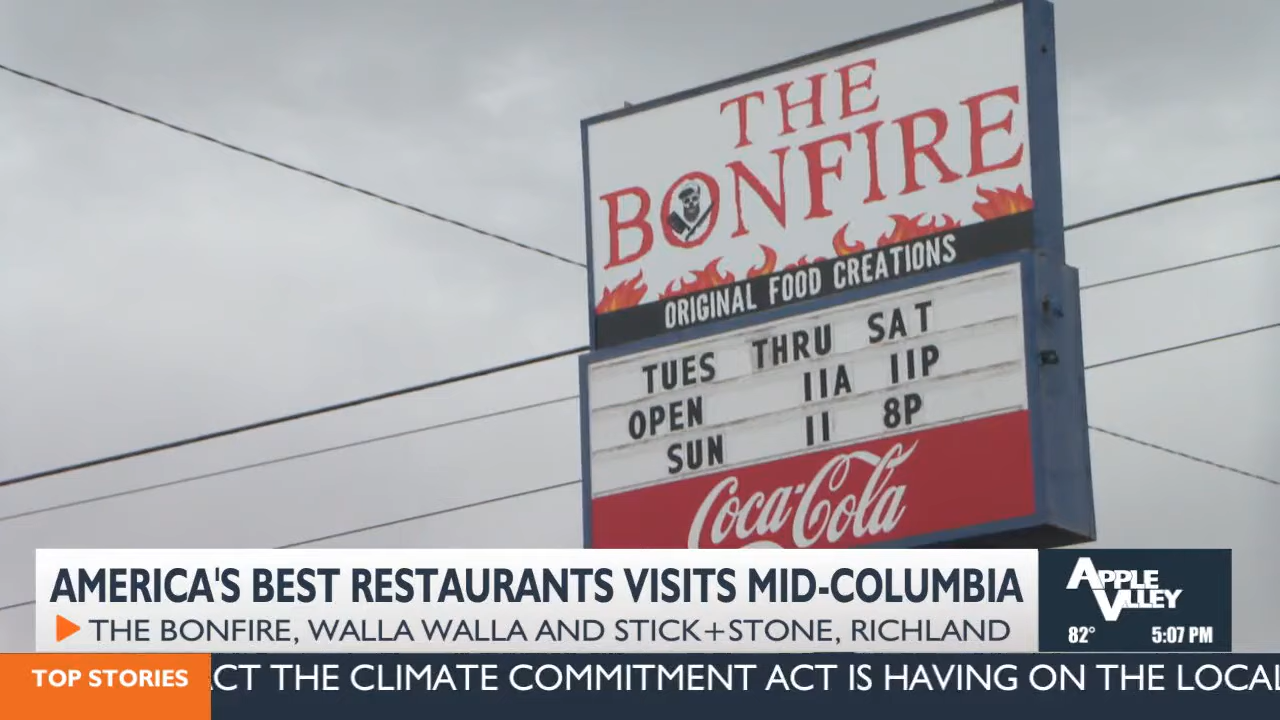 THE
BONFIRE
ORIGINAL FOOD CREATIONS
TUES THRU SAT
OPEN 11A 11P
SUN 11 8P
Coca-Cola
AMERICA'S BEST RESTAURANTS VISITS MID-COLUMBIA
THE BONFIRE, WALLA WALLA AND STICK+STONE, RICHLAND
APPLE
VALLEY
82° 5:07 PM
TOP STORIES
CT THE CLIMATE COMMITMENT ACT IS HAVING ON THE LOCAL